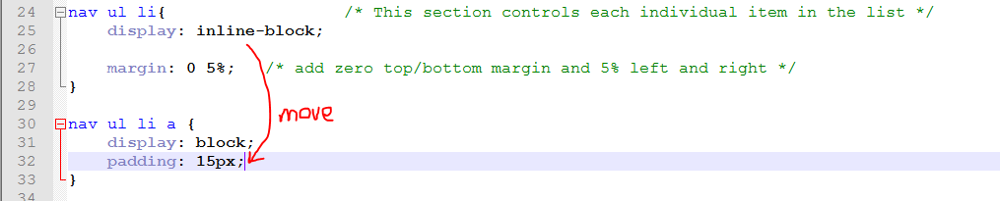 24 nav ul li{ /* This section controls each individual item in the list */
25 display: inline-block;
26
27 margin: 0 5%; /* add zero top/bottom margin and 5% left and right */
28 }
29
move
30 nav ul li a {
31 display: block;
32 padding: 15px;
33 }
34